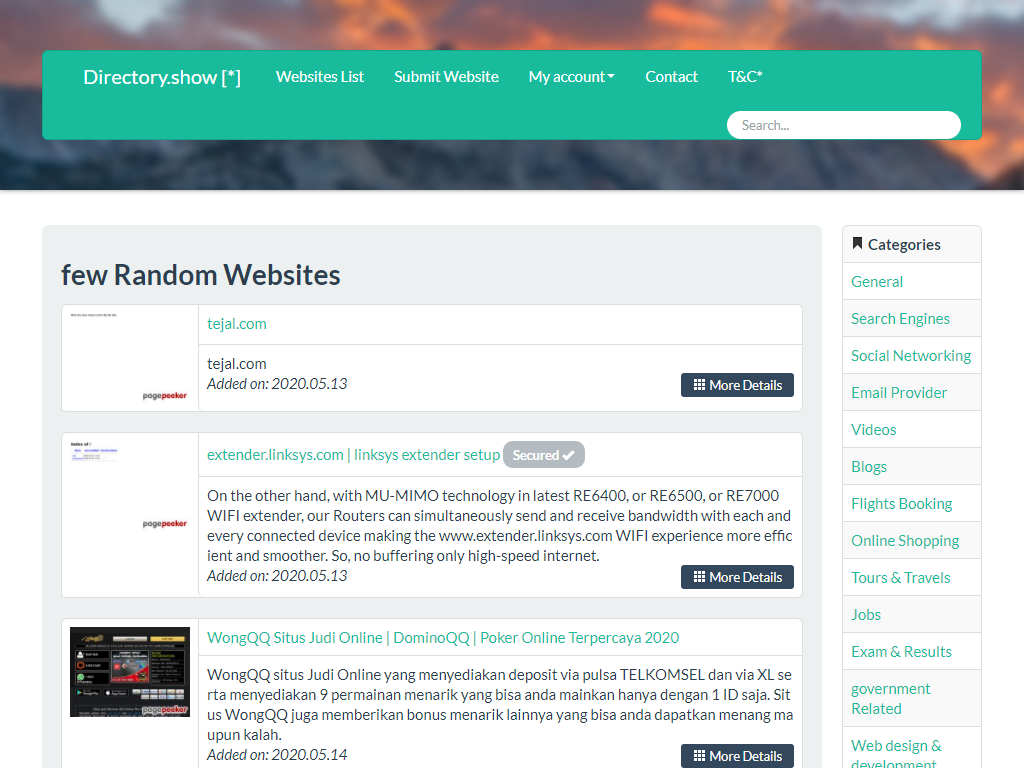 Directory.show [*]
Websites List
Submit Website
My account
Contact
T&C*
Search...
few Random Websites
tejal.com
tejal.com
Added on: 2020.05.13
More Details
pagepeeker
extender.linksys.com | linksys extender setup Secured
Index of /
On the other hand, with MU-MIMO technology in latest RE6400, or RE6500, or RE7000
WIFI extender, our Routers can simultaneously send and receive bandwidth with each and
every connected device making the www.extender.linksys.com WIFI experience more effic
ient and smoother. So, no buffering only high-speed internet.
Added on: 2020.05.13
More Details
pagepeeker
WongQQ Situs Judi Online | DominoQQ | Poker Online Terpercaya 2020
WongQQ situs Judi Online yang menyediakan deposit via pulsa TELKOMSEL dan via XL se
rta menyediakan 9 permainan menarik yang bisa anda mainkan hanya dengan 1 ID saja. Sit
us WongQQ juga memberikan bonus menarik lainnya yang bisa anda dapatkan menang ma
upun kalah.
Added on: 2020.05.14
More Details
pagepeeker
Categories
General
Search Engines
Social Networking
Email Provider
Videos
Blogs
Flights Booking
Online Shopping
Tours & Travels
Jobs
Exam & Results
government
Related
Web design &
development